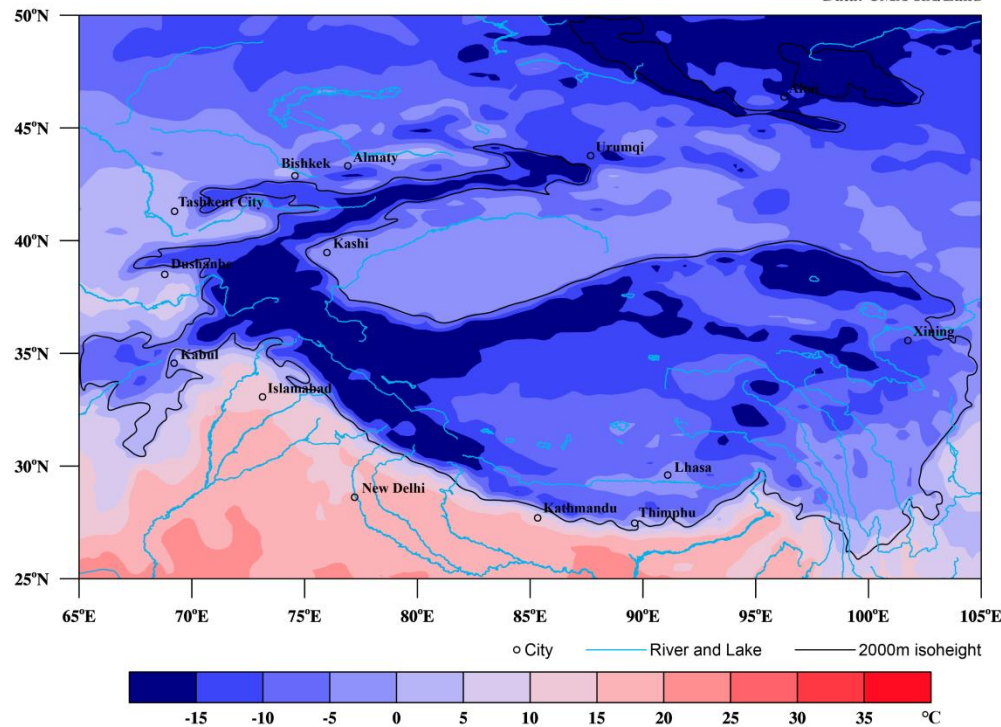 50°N
45°N
40°N
35°N
30°N
25°N
Altat
Urumqi
Bishkek
Almaty
Tashkent City
Kashi
Dushanbe
Xining
Kabul
Islamabad
Lhasa
New Delhi
Kathmandu
Thimphu
65°E 70°E 75°E 80°E 85°E 90°E 95°E 100°E 105°E
City River and Lake 2000m isoheight
-15 -10 -5 0 5 10 15 20 25 30 35 °C